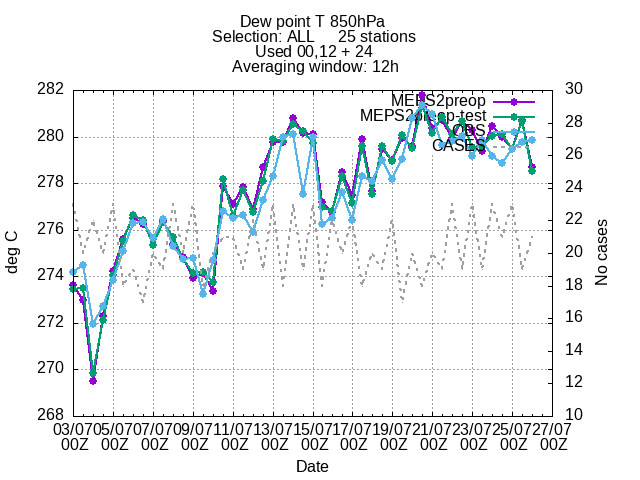 Dew point T 850hPa
Selection: ALL 25 stations
Used 00,12 + 24
Averaging window: 12h
282
280
278
276
274
272
270
268
deg C
30
28
26
24
22
20
18
16
14
12
10
No cases
MEPS2preop
MEPS2preop-test
OBS
CASES
03/07 05/07 07/07 09/07 11/07 13/07 15/07 17/07 19/07 21/07 23/07 25/07 27/07
00Z 00Z 00Z 00Z 00Z 00Z 00Z 00Z 00Z 00Z 00Z 00Z 00Z
Date